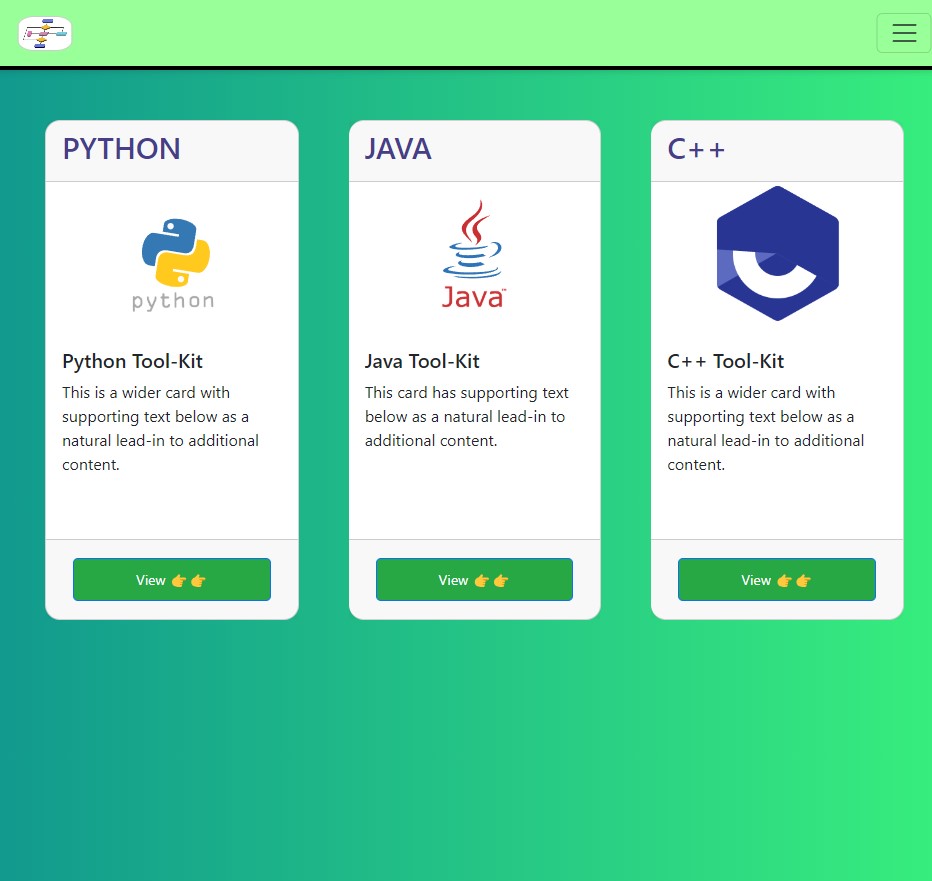 PYTHON
python
Python Tool-Kit
This is a wider card with
supporting text below as a
natural lead-in to additional
content.
View 👉👉
JAVA
Java™
Java Tool-Kit
This card has supporting text
below as a natural lead-in to
additional content.
View 👉👉
C++
C++ Tool-Kit
This is a wider card with
supporting text below as a
natural lead-in to additional
content.
View 👉👉